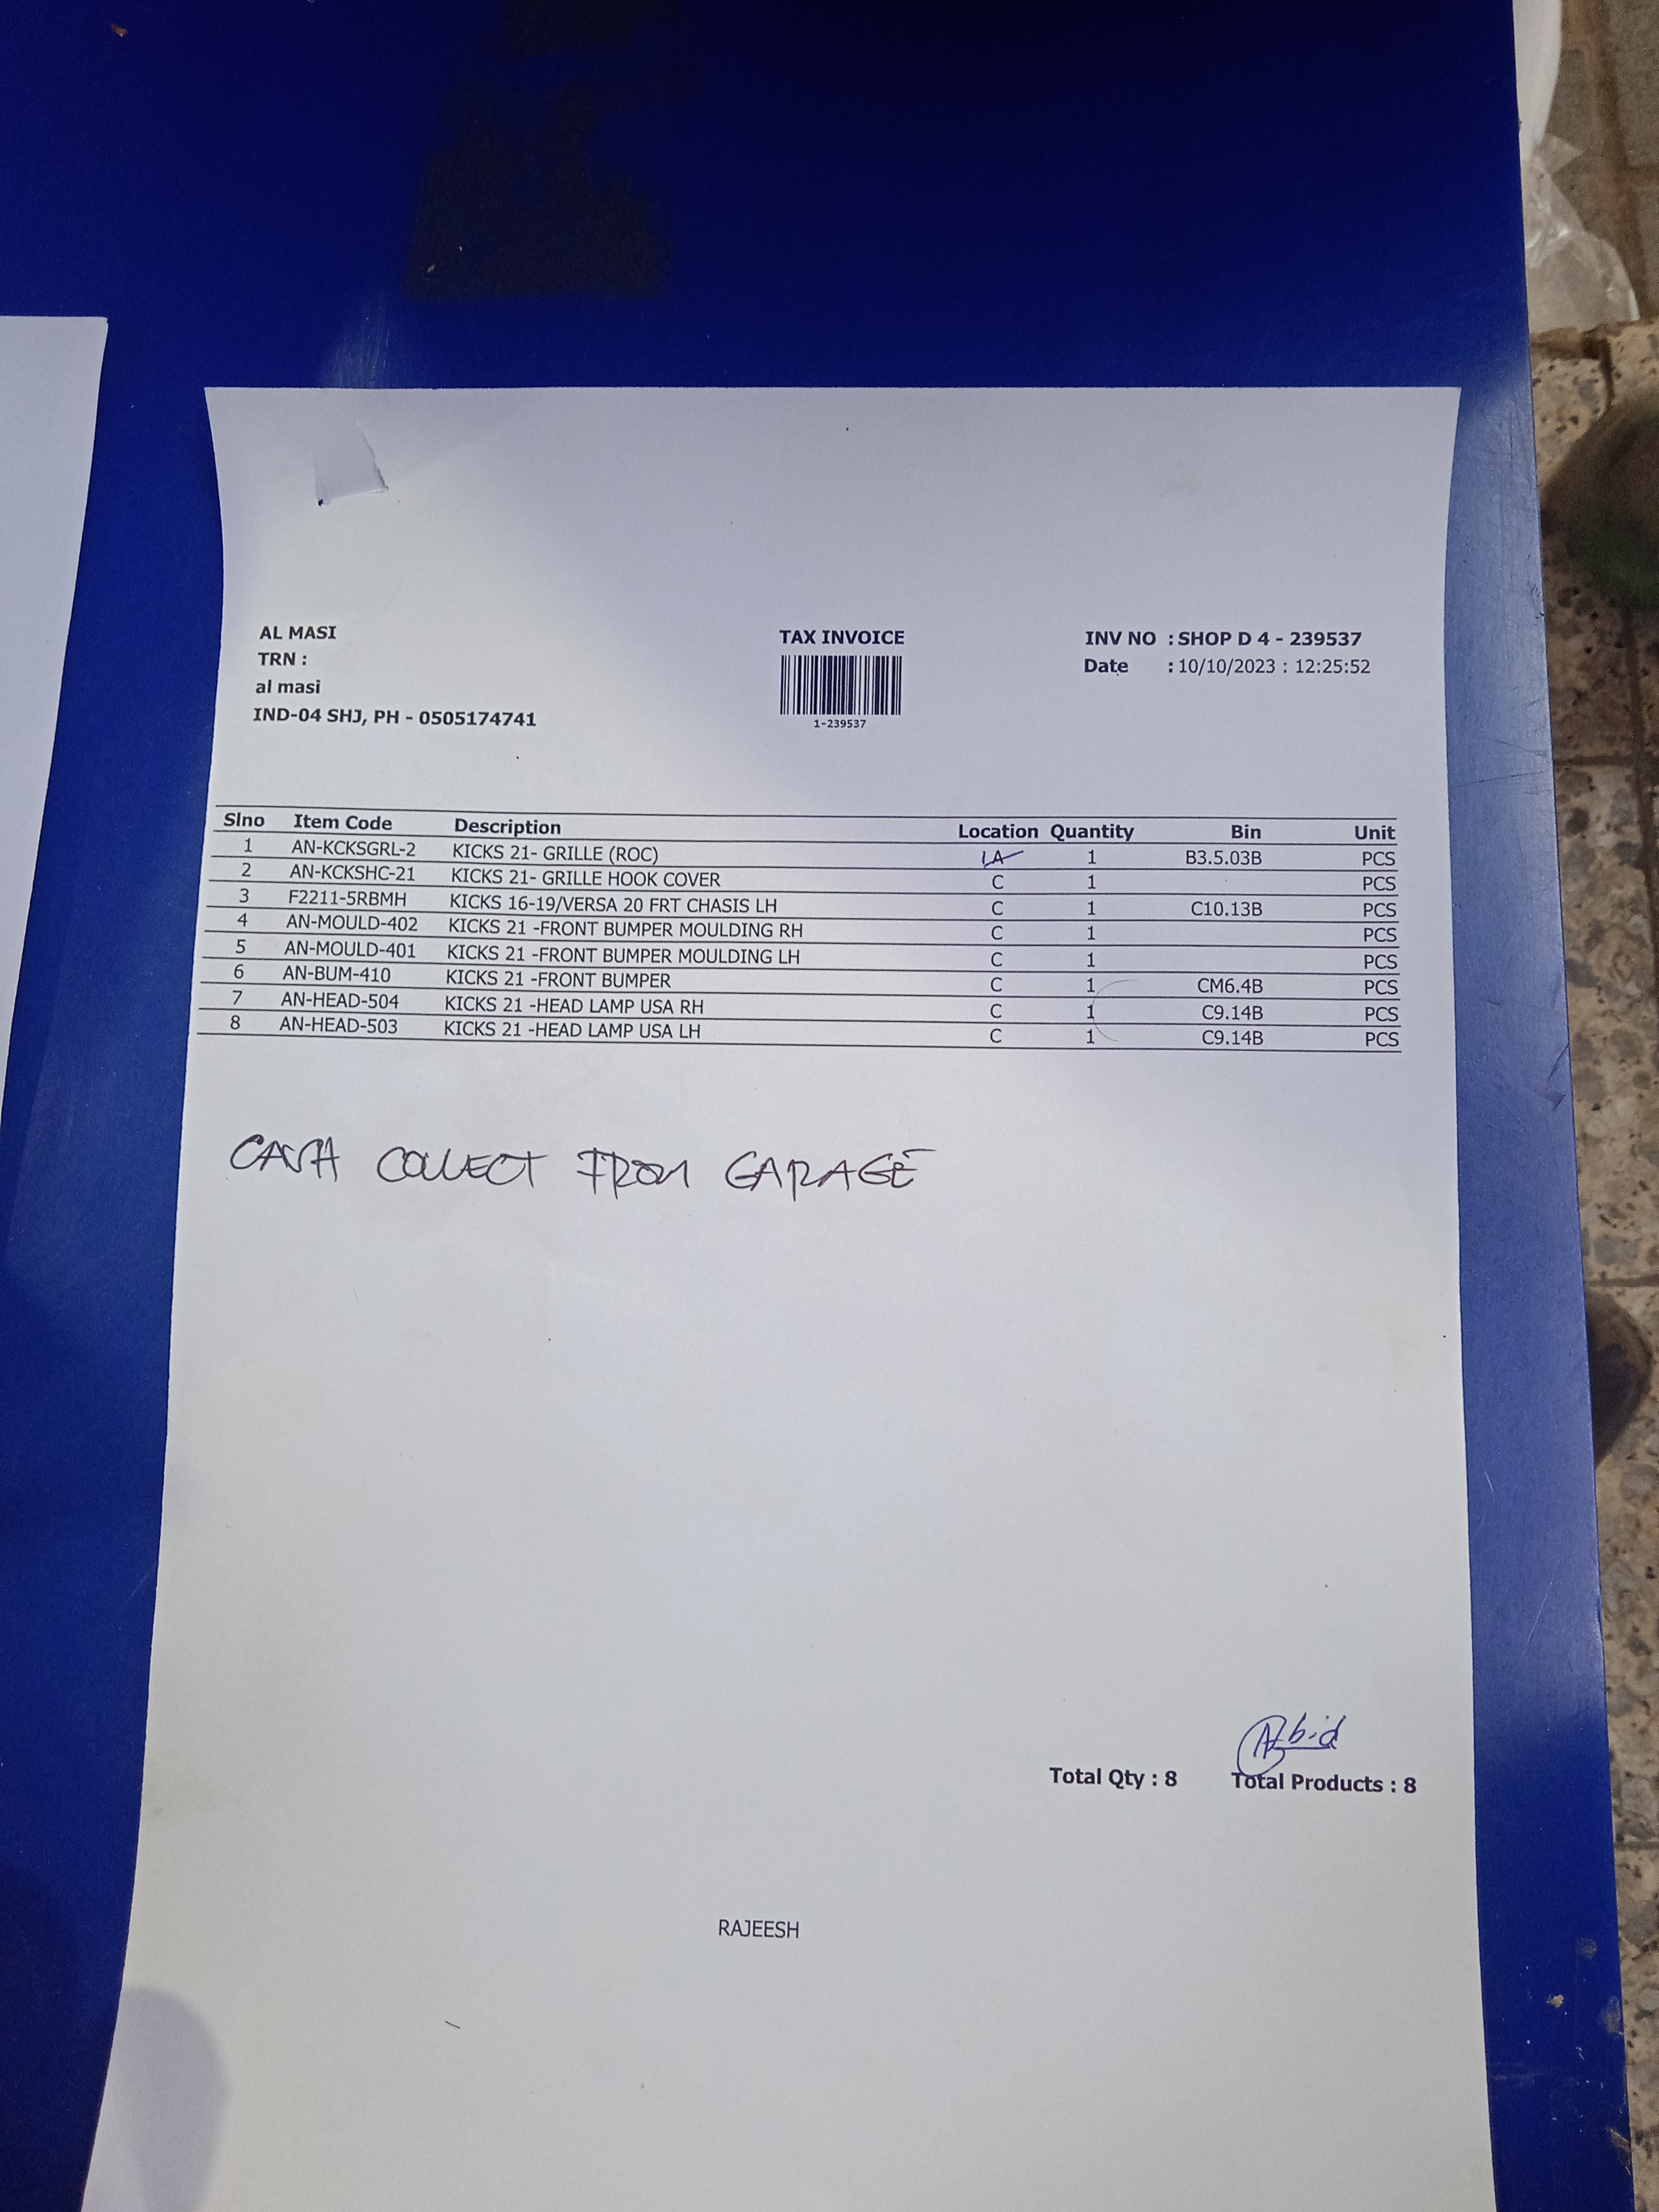 AL MASI
TRN :
al masi
IND-04 SHJ, PH - 0505174741
TAX INVOICE
1-239537
INV NO : SHOP D 4 - 239537
Date : 10/10/2023 : 12:25:52
Slno Item Code Description Location Quantity Bin Unit
1 AN-KCKSGRL-2 KICKS 21- GRILLE (ROC) 1 B3.5.03B PCS
2 AN-KCKSHC-21 KICKS 21- GRILLE HOOK COVER C 1 PCS
3 F2211-5RBMH KICKS 16-19/VERSA 20 FRT CHASIS LH C 1 C10.13B PCS
4 AN-MOULD-402 KICKS 21 -FRONT BUMPER MOULDING RH C 1 PCS
5 AN-MOULD-401 KICKS 21 -FRONT BUMPER MOULDING LH C 1 PCS
6 AN-BUM-410 KICKS 21 -FRONT BUMPER C 1 CM6.4B PCS
7 AN-HEAD-504 KICKS 21 -HEAD LAMP USA RH C 1 C9.14B PCS
8 AN-HEAD-503 KICKS 21 -HEAD LAMP USA LH C 1 C9.14B PCS
CASH COLLECT FROM GARAGE
Total Qty : 8 Total Products : 8
RAJEESH